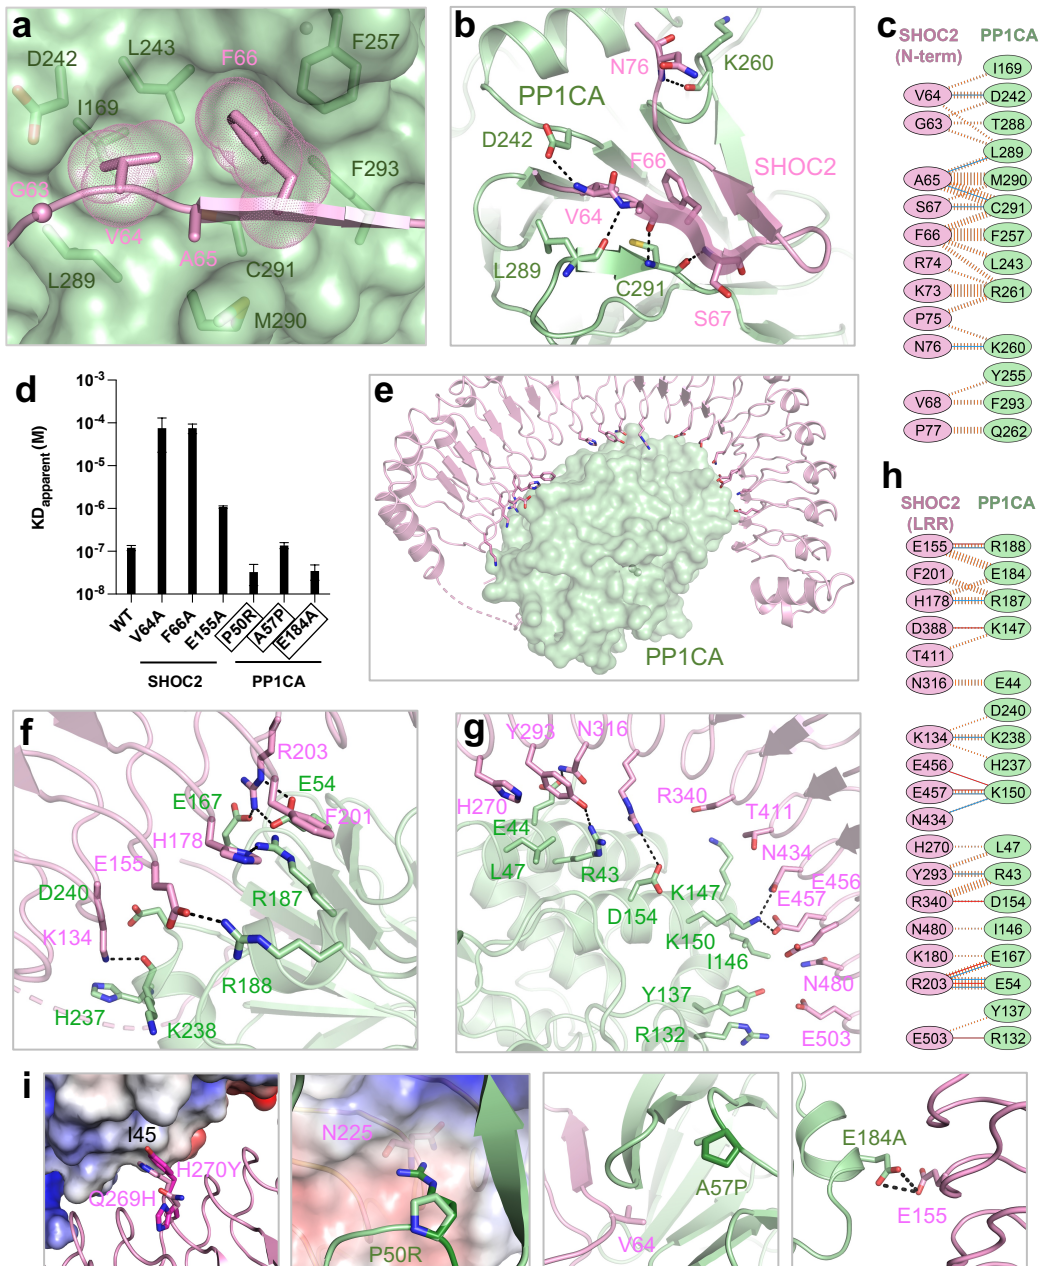 a
D242
L243
F66
F257
I169
F293
G63
V64
A65
L289
C291
M290
b
N76
K260
PP1CA
D242
F66
SHOC2
V64
L289
C291
S67
c
SHOC2 PP1CA
(N-term)
I169
V64 D242
G63 T288
L289
A65 M290
S67 C291
F66 F257
R74 L243
K73 R261
P75
N76 K260
Y255
V68 F293
P77 Q262
d
KDapparent (M)
10-3
10-4
10-5
10-6
10-7
10-8
WT
V64A
F66A
E155A
P50R
A57P
E184A
SHOC2 PP1CA
e
PP1CA
f
R203
E54
E167
F201
H178
E155
D240
R187
K134
R188
H237
K238
g
Y293 N316
R340
H270
T411
E44
N434
L47
R43
K147
E456
E457
D154
K150
I146
N480
Y137
R132
E503
h
SHOC2 PP1CA
(LRR)
E155 R188
F201 E184
H178 R187
D388 K147
T411
N316 E44
D240
K134 K238
E456 H237
E457 K150
N434
H270 L47
Y293 R43
R340 D154
N480 I146
K180 E167
R203 E54
Y137
E503 R132
i
I45
H270Y
Q269H
N225
P50R
A57P
V64
E184A
E155